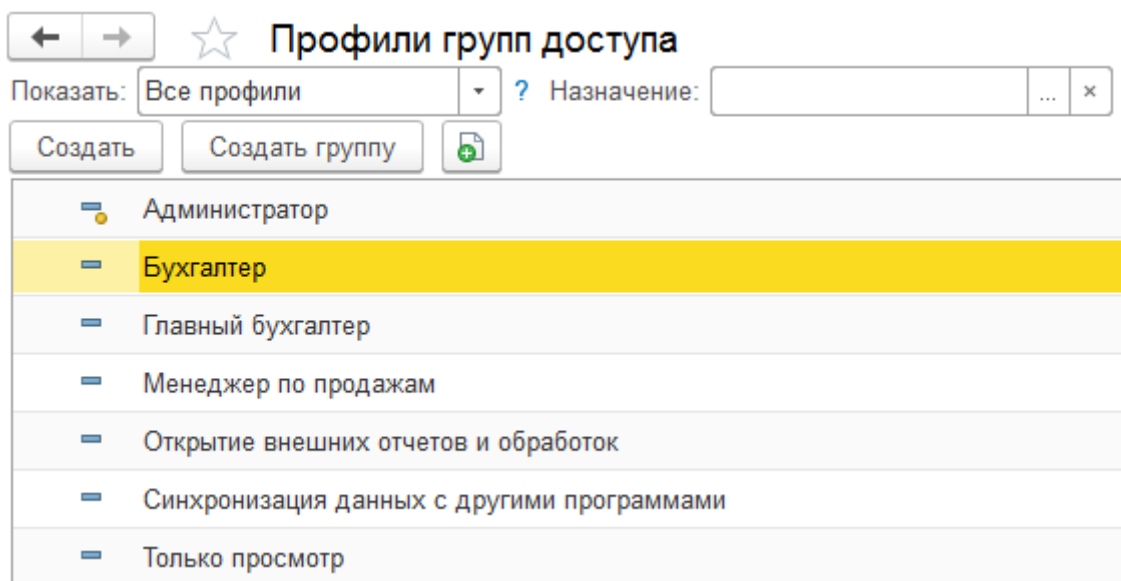 Профили групп доступа
Показать: Все профили ? Назначение: ... ×
Создать Создать группу
Администратор
Бухгалтер
Главный бухгалтер
Менеджер по продажам
Открытие внешних отчетов и обработок
Синхронизация данных с другими программами
Только просмотр